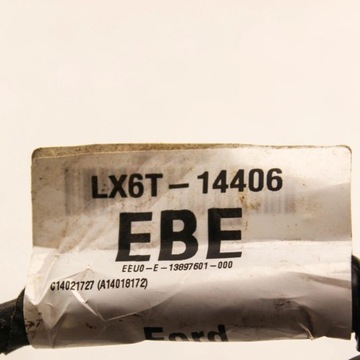 LX6T-14406
EBE
EEU0-E-13897601-000
C14021727 (A14018172)
Ford